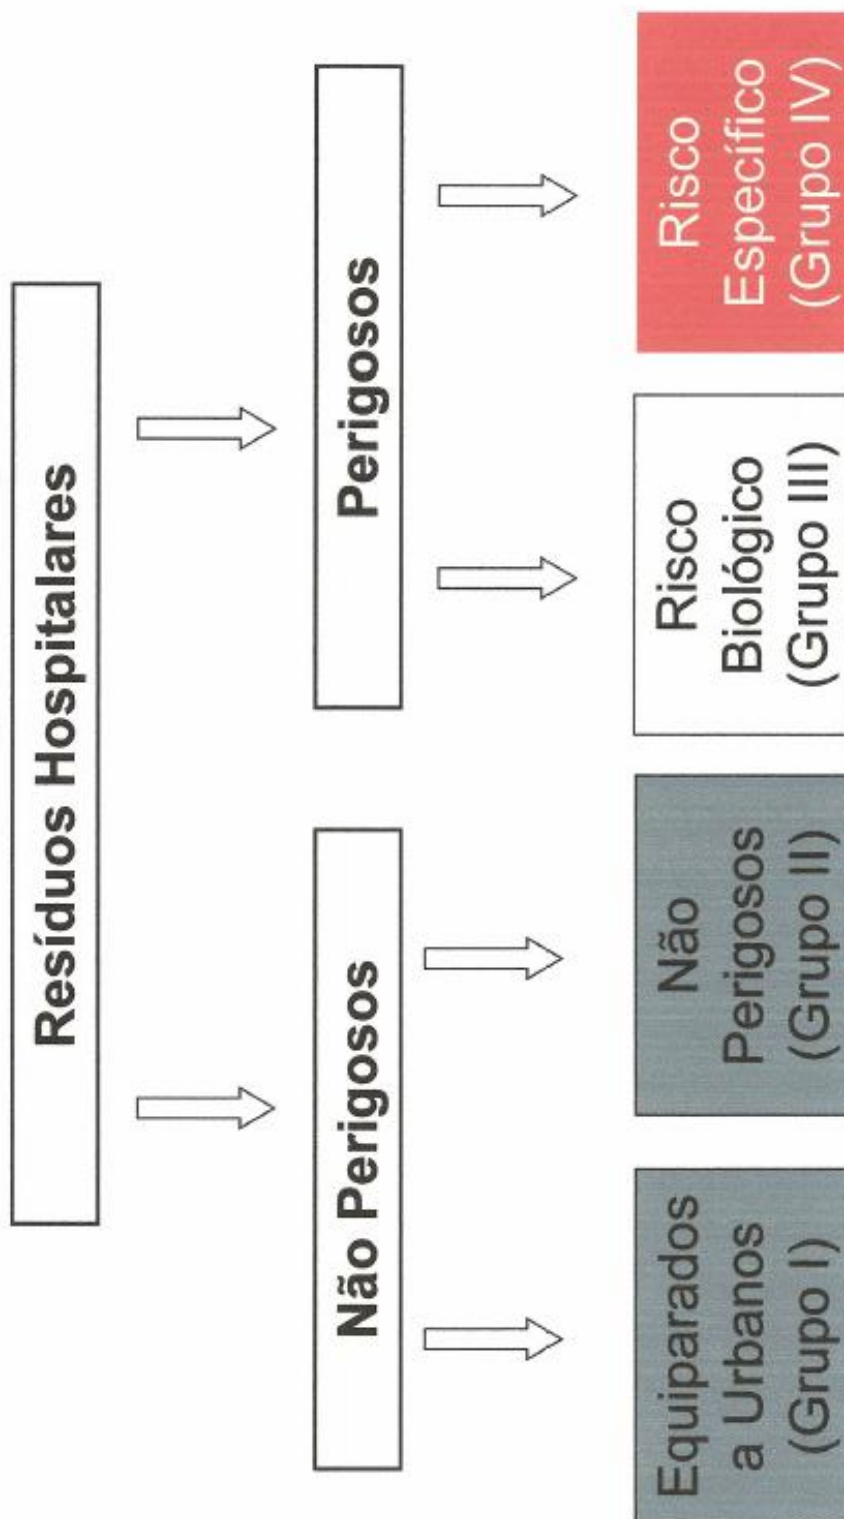 Resíduos Hospitalares
Não Perigosos
Perigosos
Equiparados
a Urbanos
(Grupo I)
Não
Perigosos
(Grupo II)
Risco
Biológico
(Grupo III)
Risco
Específico
(Grupo IV)